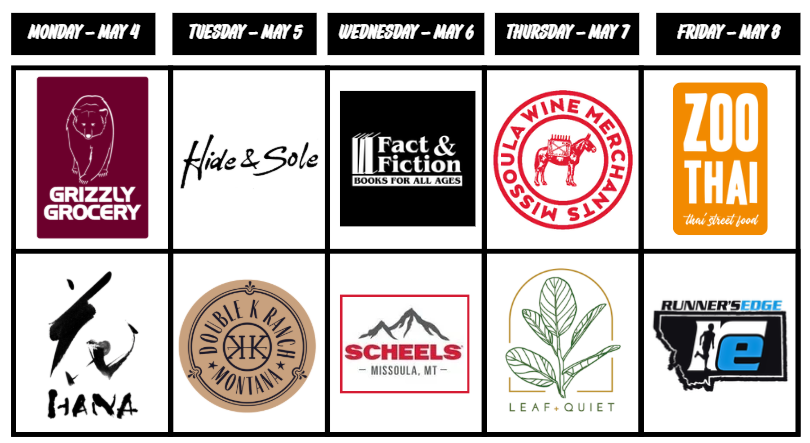 MONDAY – MAY 4
TUESDAY – MAY 5
WEDNESDAY – MAY 6
THURSDAY – MAY 7
FRIDAY – MAY 8
GRIZZLY
GROCERY
Hide & Sole
Fact &
Fiction
BOOKS FOR ALL AGES
MISSOULA WINE MERCHANTS
ZOO
THAI
thai street food
花
HANA
DOUBLE K RANCH
KK
MONTANA
SCHEELS
– MISSOULA, MT –
LEAF + QUIET
RUNNER'S EDGE
re